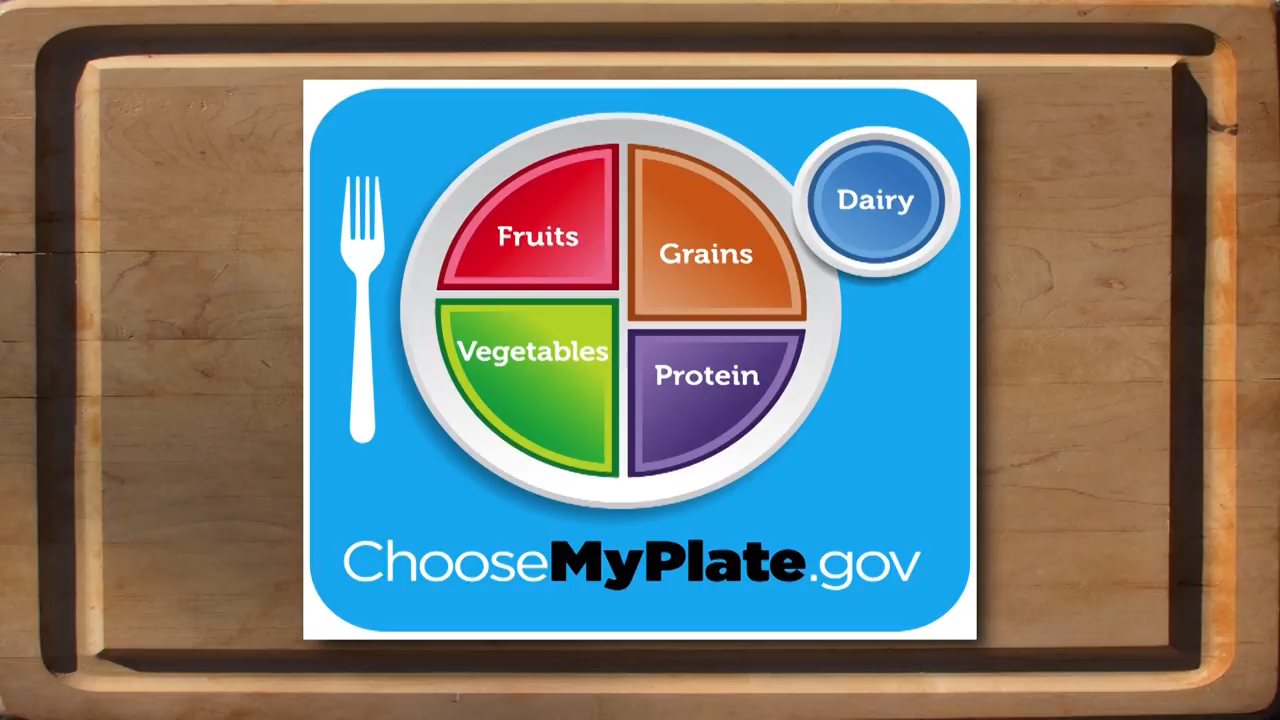 Fruits
Grains
Dairy
Vegetables
Protein
ChooseMyPlate.gov